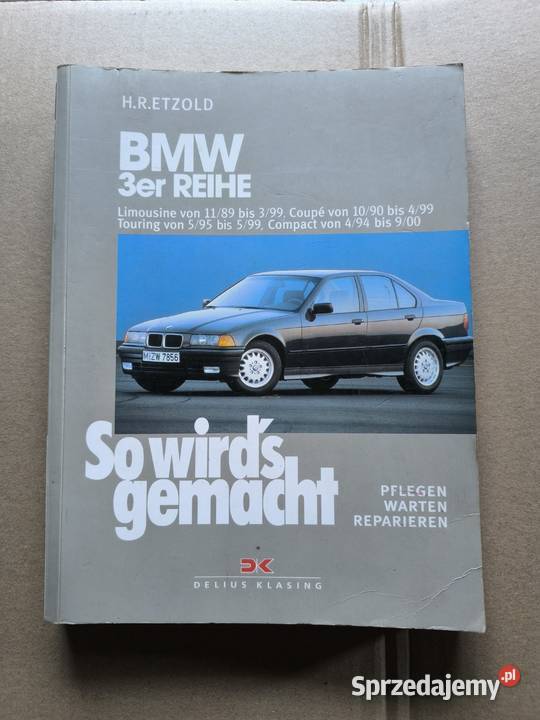 H.R.ETZOLD
BMW
3er REIHE
Limousine von 11/89 bis 3/99, Coupé von 10/90 bis 4/99
Touring von 5/95 bis 5/99, Compact von 4/94 bis 9/00
M:ZW 7856
So wird's
gemacht
PFLEGEN
WARTEN
REPARIEREN
DK
DELIUS KLASING
Sprzedajemy.pl